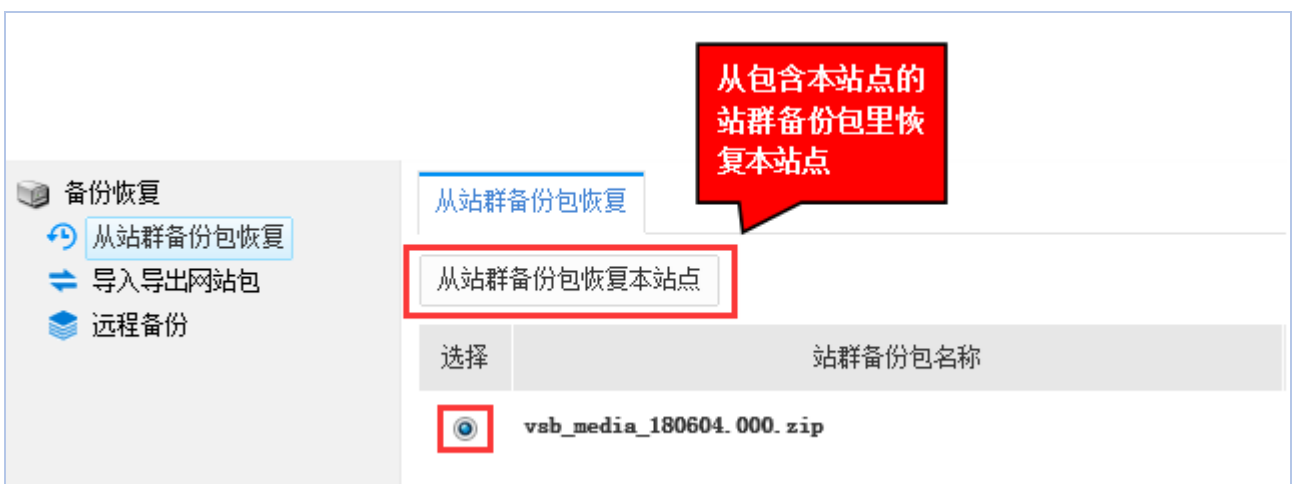 从包含本站点的
站群备份包里恢
复本站点
备份恢复
从站群备份包恢复
导入导出网站包
远程备份
从站群备份包恢复
从站群备份包恢复本站点
选择 站群备份包名称
vsb_media_180604.000.zip